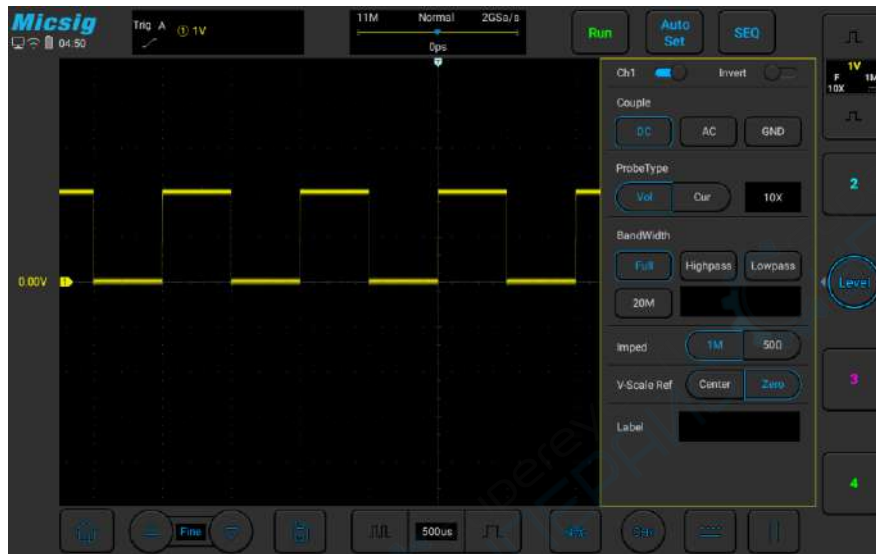 Micsig
04:50
Trig A ① 1V
11M Normal 2GSa/s
0ps
Run
Auto
Set
SEQ
1V
F 1M
10X
Ch1
Invert
Couple
DC AC GND
ProbeType
Vol Cur 10X
BandWidth
Full Highpass Lowpass
20M
Imped 1M 50Ω
V-Scale Ref Center Zero
Label
0.00V
1
2
Level
3
4
Fine
500us